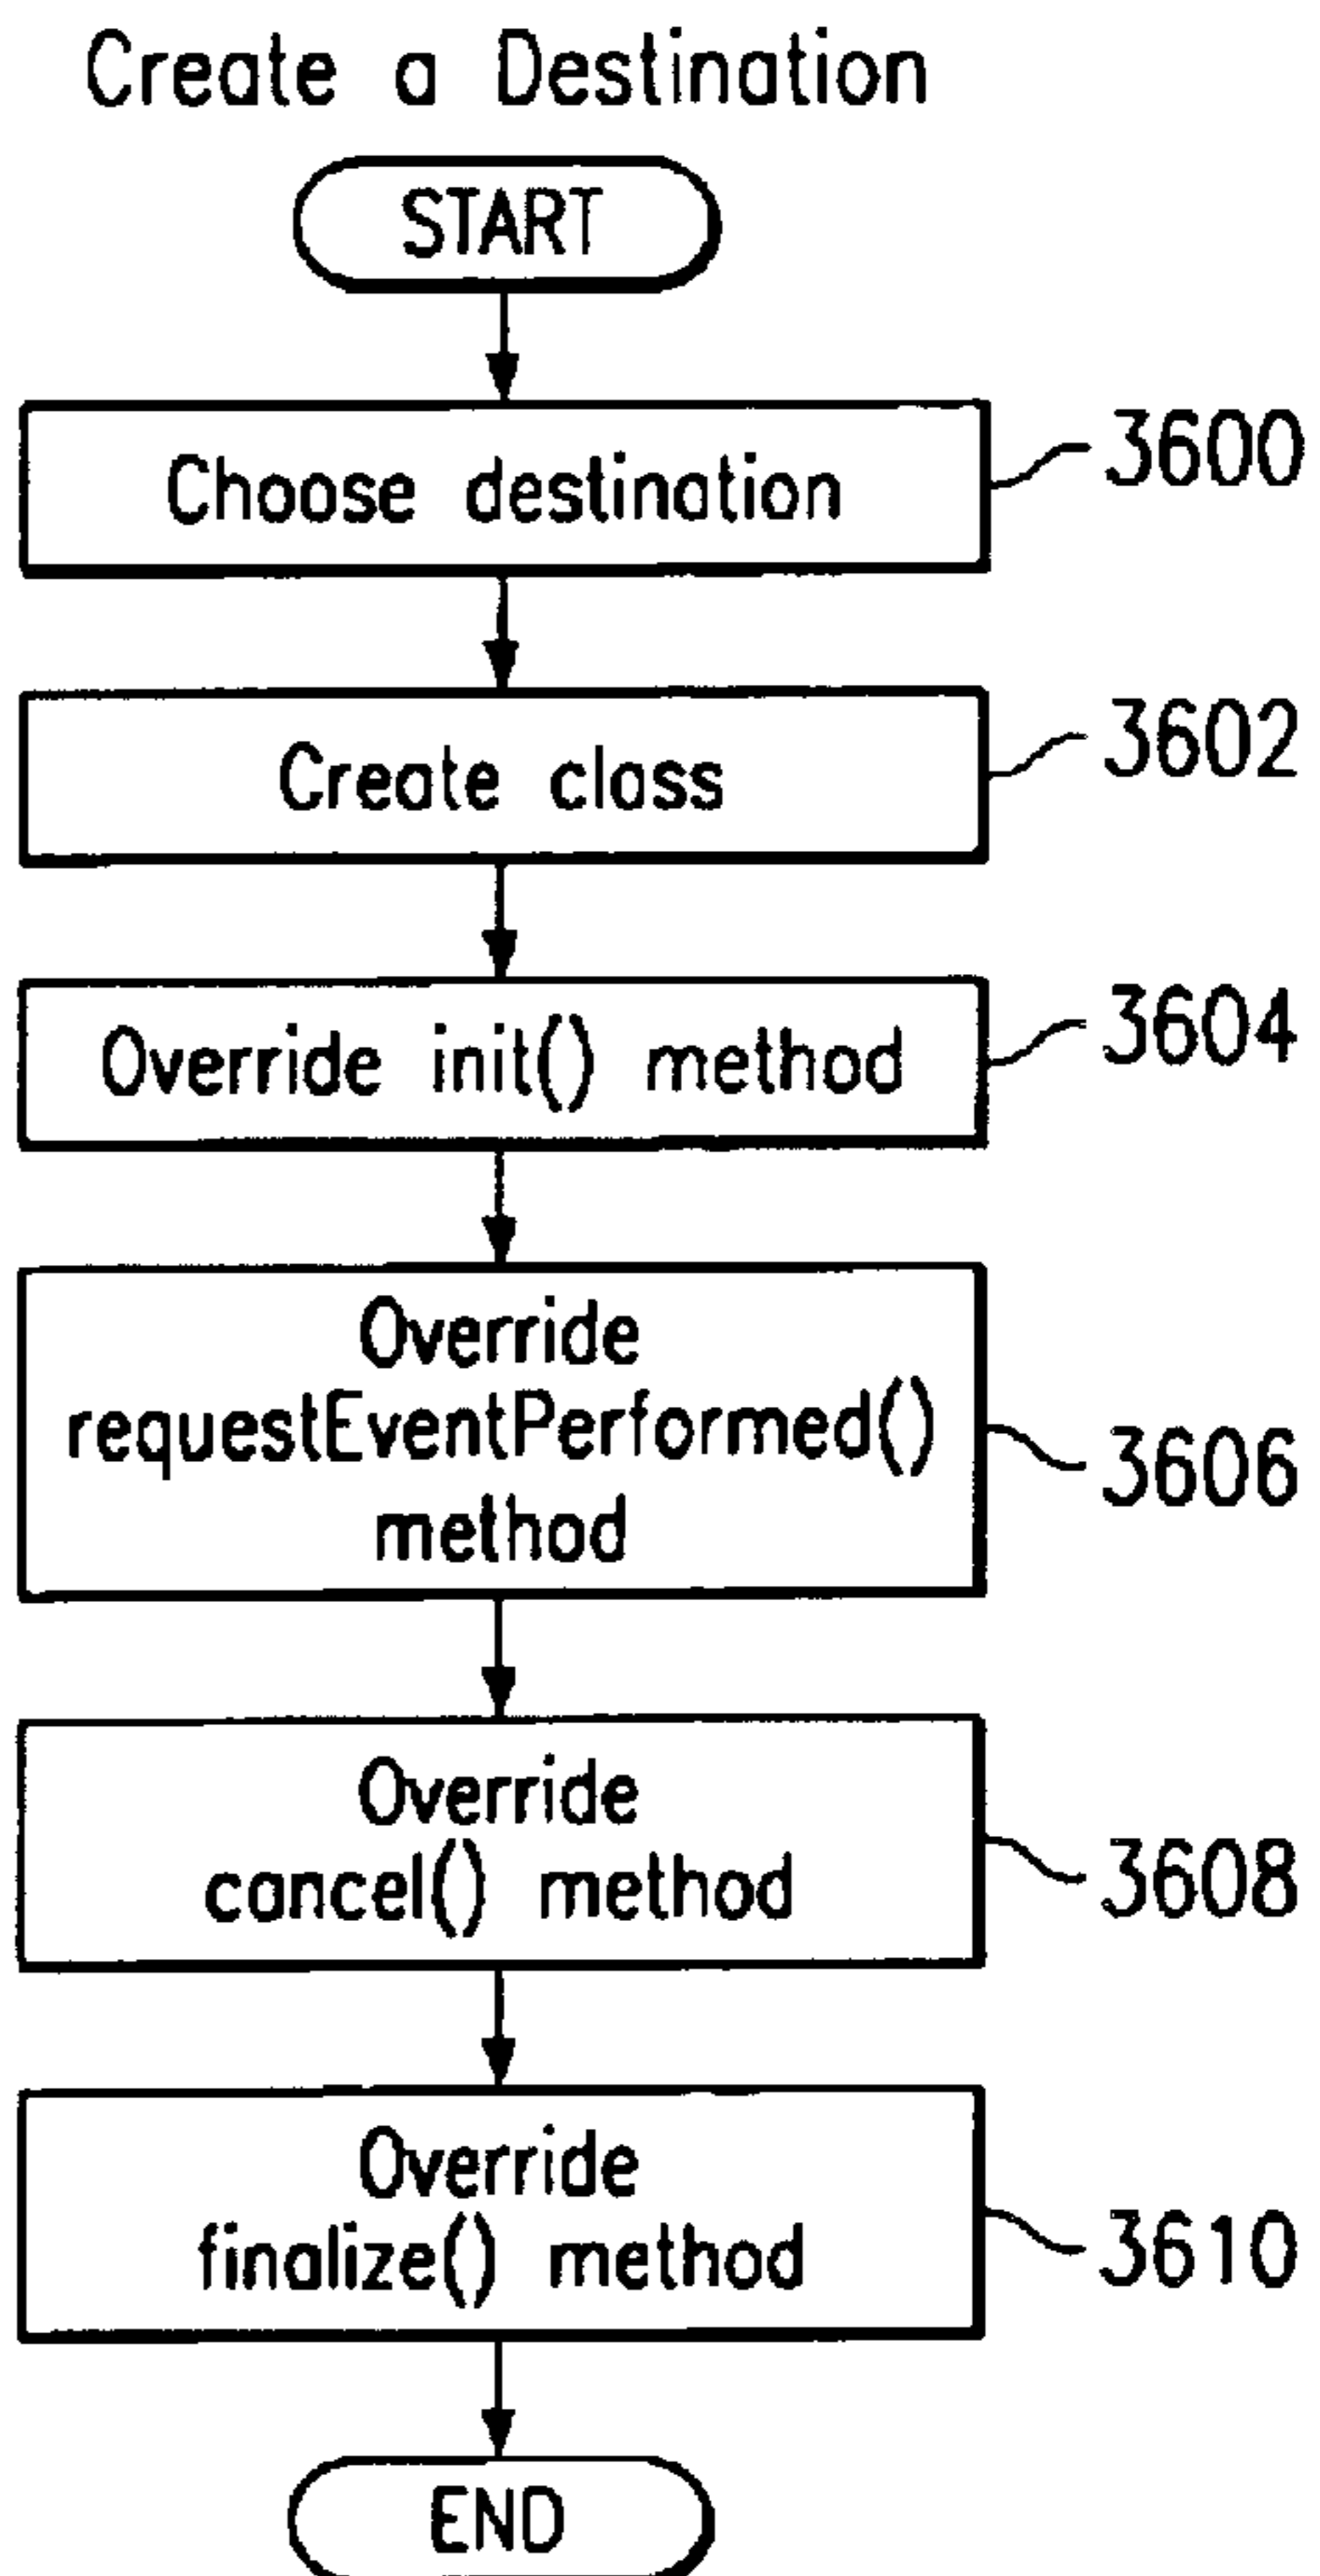 Create a Destination
START
Choose destination
3600
Create class
3602
Override init() method
3604
Override
requestEventPerformed()
method
3606
Override
cancel() method
3608
Override
finalize() method
3610
END